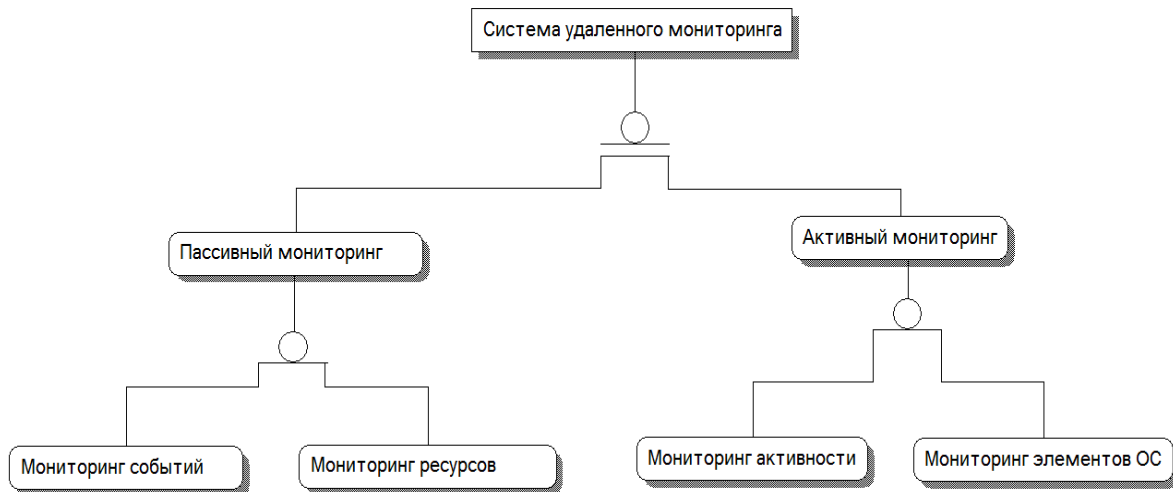 Система удаленного мониторинга
Пассивный мониторинг
Активный мониторинг
Мониторинг событий
Мониторинг ресурсов
Мониторинг активности
Мониторинг элементов ОС